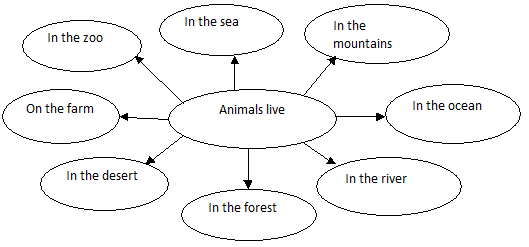 In the sea
In the
mountains
In the zoo
On the farm
Animals live
In the ocean
In the desert
In the river
In the forest